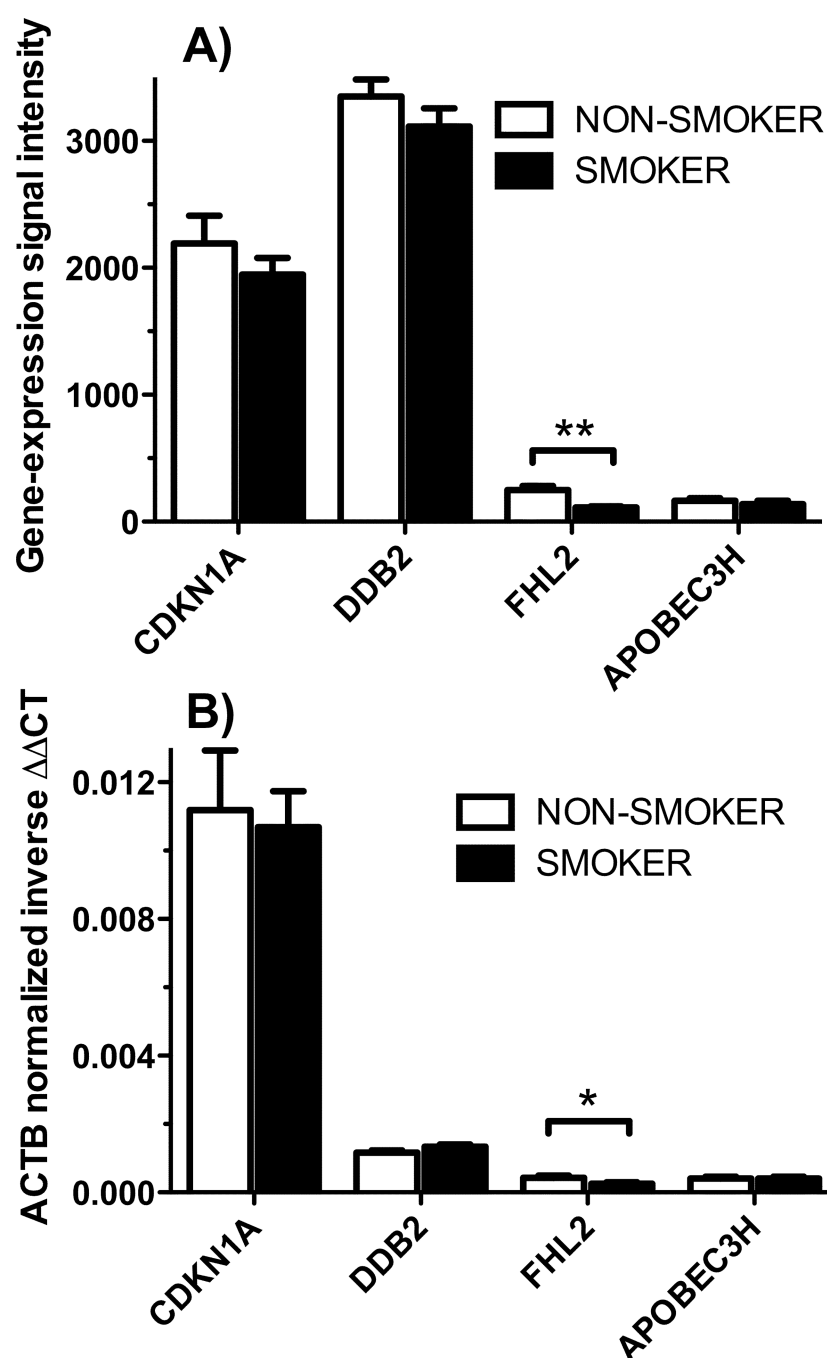 A)
Gene-expression signal intensity
NON-SMOKER
SMOKER
3000
2000
1000
0
**
CDKN1A
DDB2
FHL2
APOBEC3H
B)
ACTB normalized inverse ΔΔCT
NON-SMOKER
SMOKER
0.012
0.008
0.004
0.000
*
CDKN1A
DDB2
FHL2
APOBEC3H